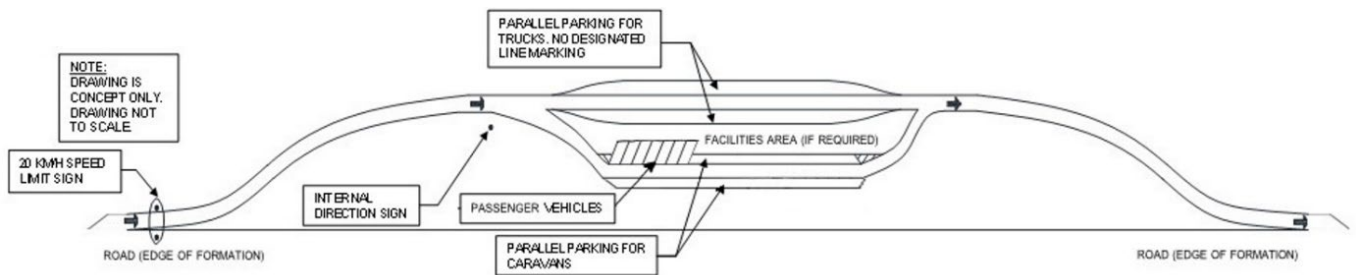 PARALLEL PARKING FOR
TRUCKS. NO DESIGNATED
LINE MARKING
NOTE:
DRAWING IS
CONCEPT ONLY.
DRAWING NOT
TO SCALE.
FACILITIES AREA (IF REQUIRED)
20 KM/H SPEED
LIMIT SIGN
INTERNAL
DIRECTION SIGN
PASSENGER VEHICLES
ROAD (EDGE OF FORMATION)
PARALLEL PARKING FOR
CARAVANS
ROAD (EDGE OF FORMATION)